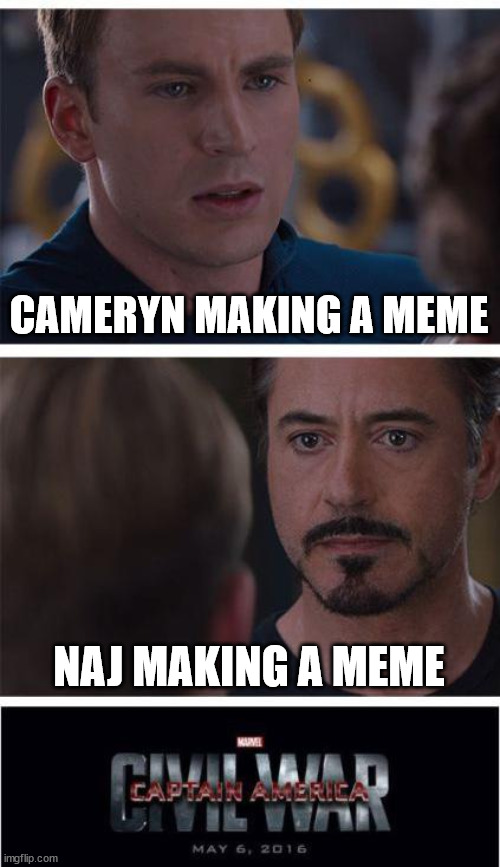 CAMERYN MAKING A MEME
NAJ MAKING A MEME
MARVEL
CIVIL WAR
CAPTAIN AMERICA
MAY 6, 2016
imgflip.com